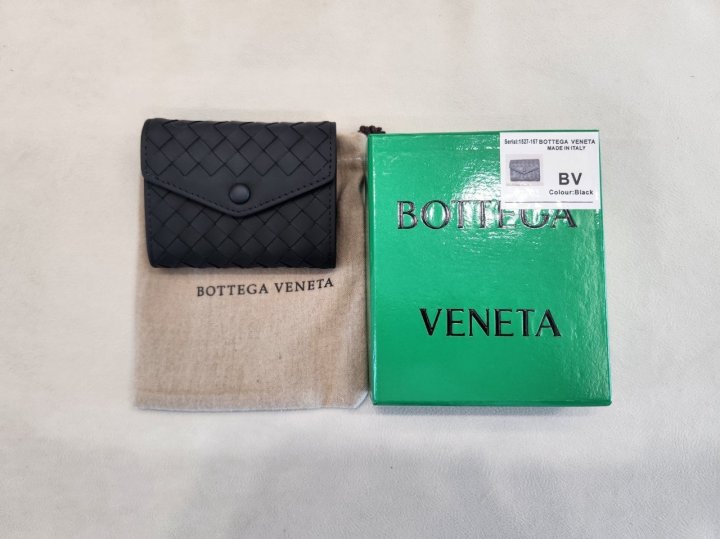 BOTTEGA VENETA
Serial:1527-157 BOTTEGA VENETA
MADE IN ITALY
BV
Colour:Black
BOTTEGA
VENETA